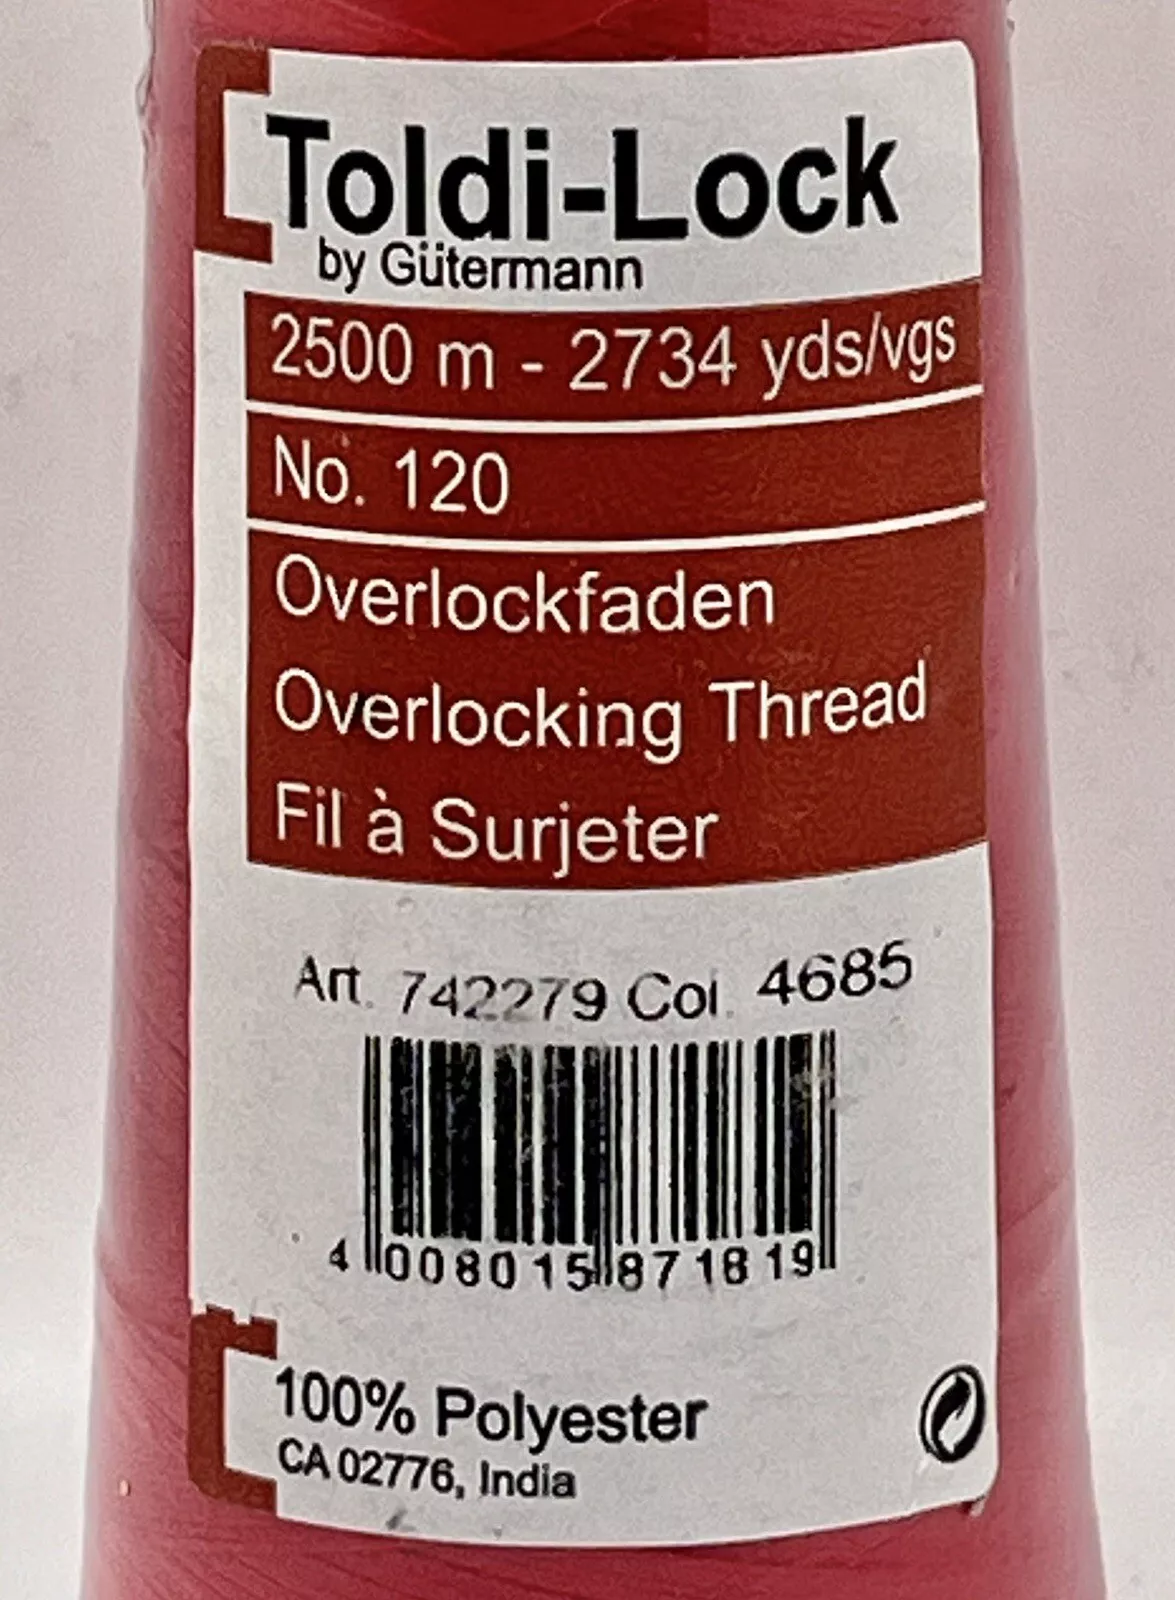 Toldi-Lock
by Gütermann
2500 m - 2734 yds/vgs
No. 120
Overlockfaden
Overlocking Thread
Fil à Surjeter
Art. 742279 Col. 4685
4 008015 871819
100% Polyester
CA 02776, India